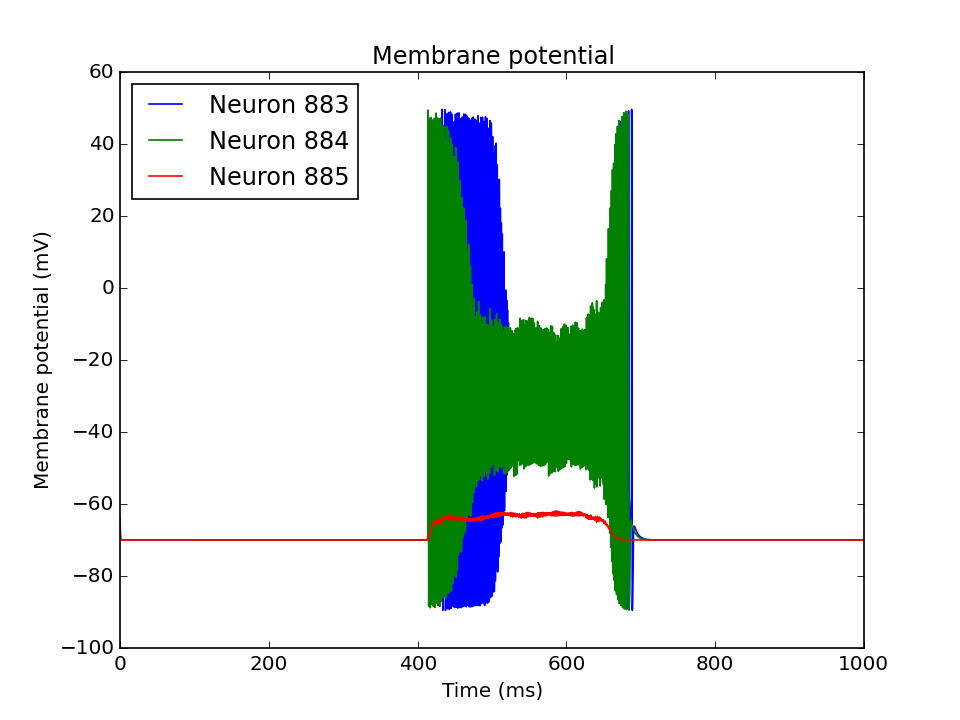 Membrane potential
60
40
20
0
−20
−40
−60
−80
−100
Membrane potential (mV)
Neuron 883
Neuron 884
Neuron 885
0 200 400 600 800 1000
Time (ms)